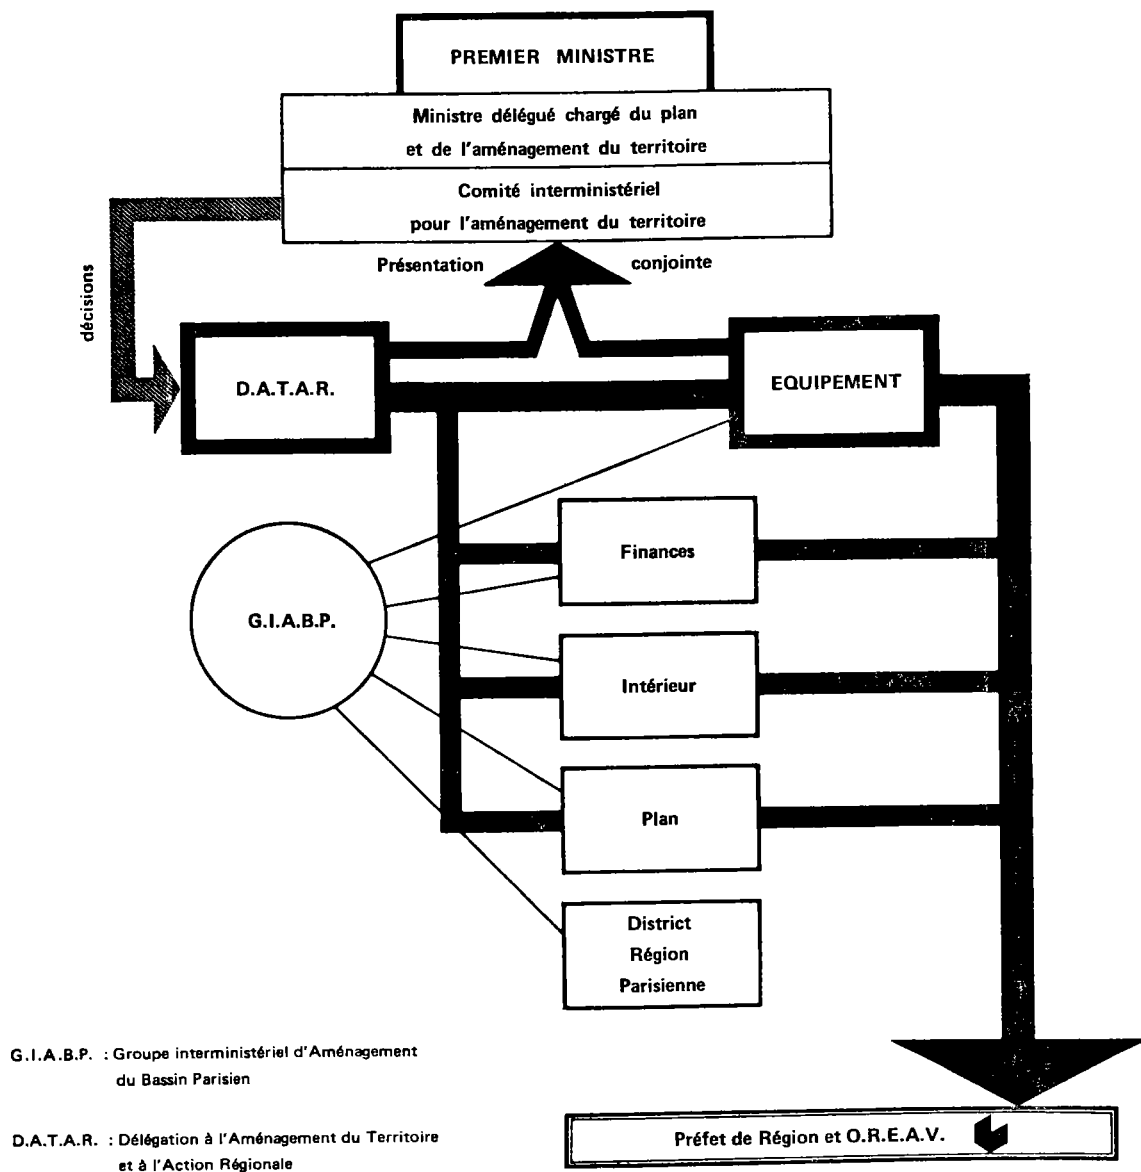 PREMIER MINISTRE
Ministre délégué chargé du plan
et de l'aménagement du territoire
Comité interministériel
pour l'aménagement du territoire
Présentation conjointe
décisions
D.A.T.A.R.
EQUIPEMENT
Finances
G.I.A.B.P.
Intérieur
Plan
District
Région
Parisienne
G.I.A.B.P. : Groupe interministériel d'Aménagement
du Bassin Parisien
D.A.T.A.R. : Délégation à l'Aménagement du Territoire
et à l'Action Régionale
Préfet de Région et O.R.E.A.V.